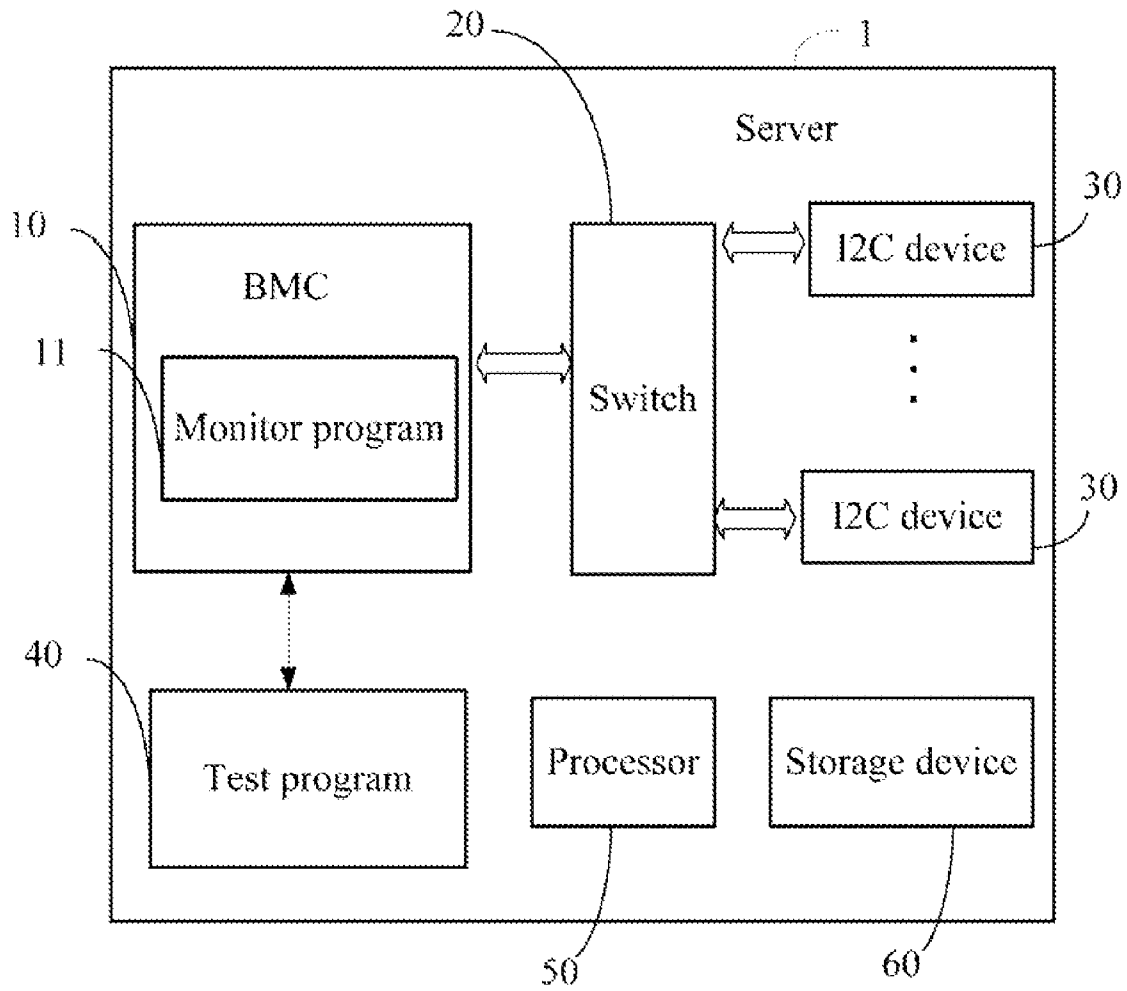 20
1
Server
10
30
BMC
I2C device
11
Switch
Monitor program
30
I2C device
40
Test program
Processor
Storage device
50
60